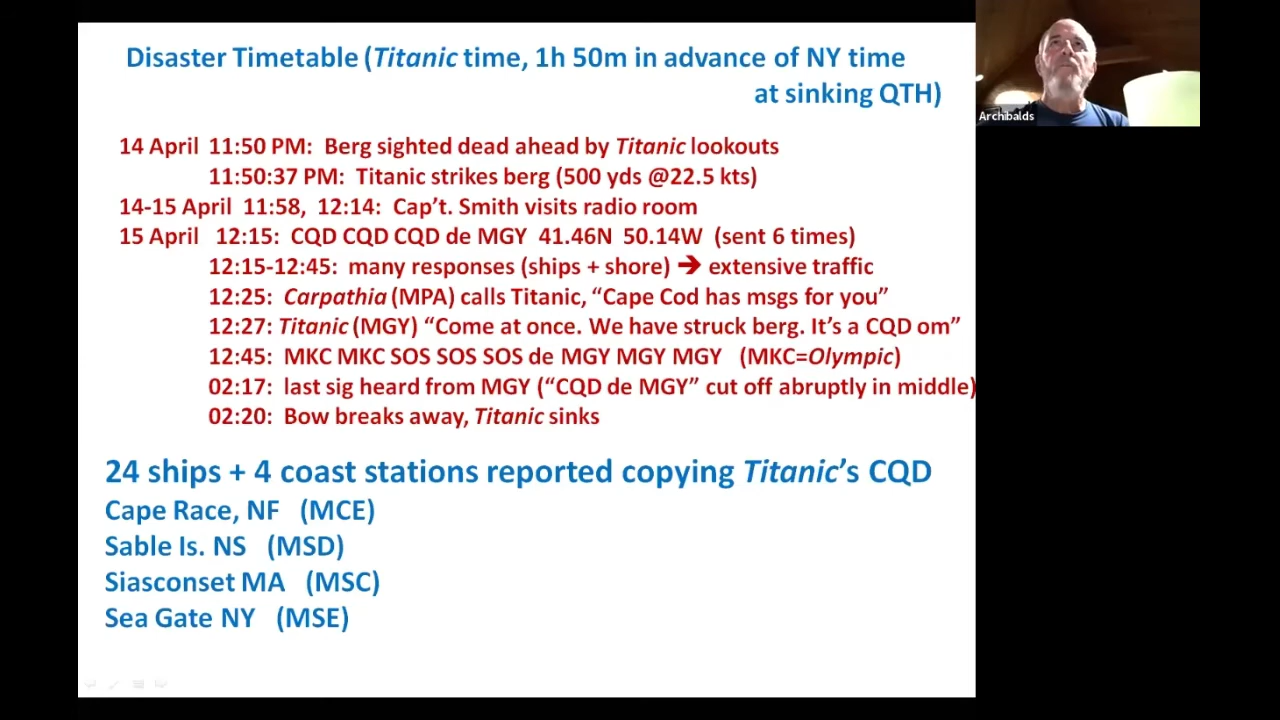 Disaster Timetable (Titanic time, 1h 50m in advance of NY time
at sinking QTH)
14 April 11:50 PM: Berg sighted dead ahead by Titanic lookouts
11:50:37 PM: Titanic strikes berg (500 yds @22.5 kts)
14-15 April 11:58, 12:14: Cap’t. Smith visits radio room
15 April 12:15: CQD CQD CQD de MGY 41.46N 50.14W (sent 6 times)
12:15-12:45: many responses (ships + shore) ➔ extensive traffic
12:25: Carpathia (MPA) calls Titanic, “Cape Cod has msgs for you”
12:27: Titanic (MGY) “Come at once. We have struck berg. It’s a CQD om”
12:45: MKC MKC SOS SOS SOS de MGY MGY MGY (MKC=Olympic)
02:17: last sig heard from MGY (“CQD de MGY” cut off abruptly in middle)
02:20: Bow breaks away, Titanic sinks
24 ships + 4 coast stations reported copying Titanic’s CQD
Cape Race, NF (MCE)
Sable Is. NS (MSD)
Siasconset MA (MSC)
Sea Gate NY (MSE)
Archibalds